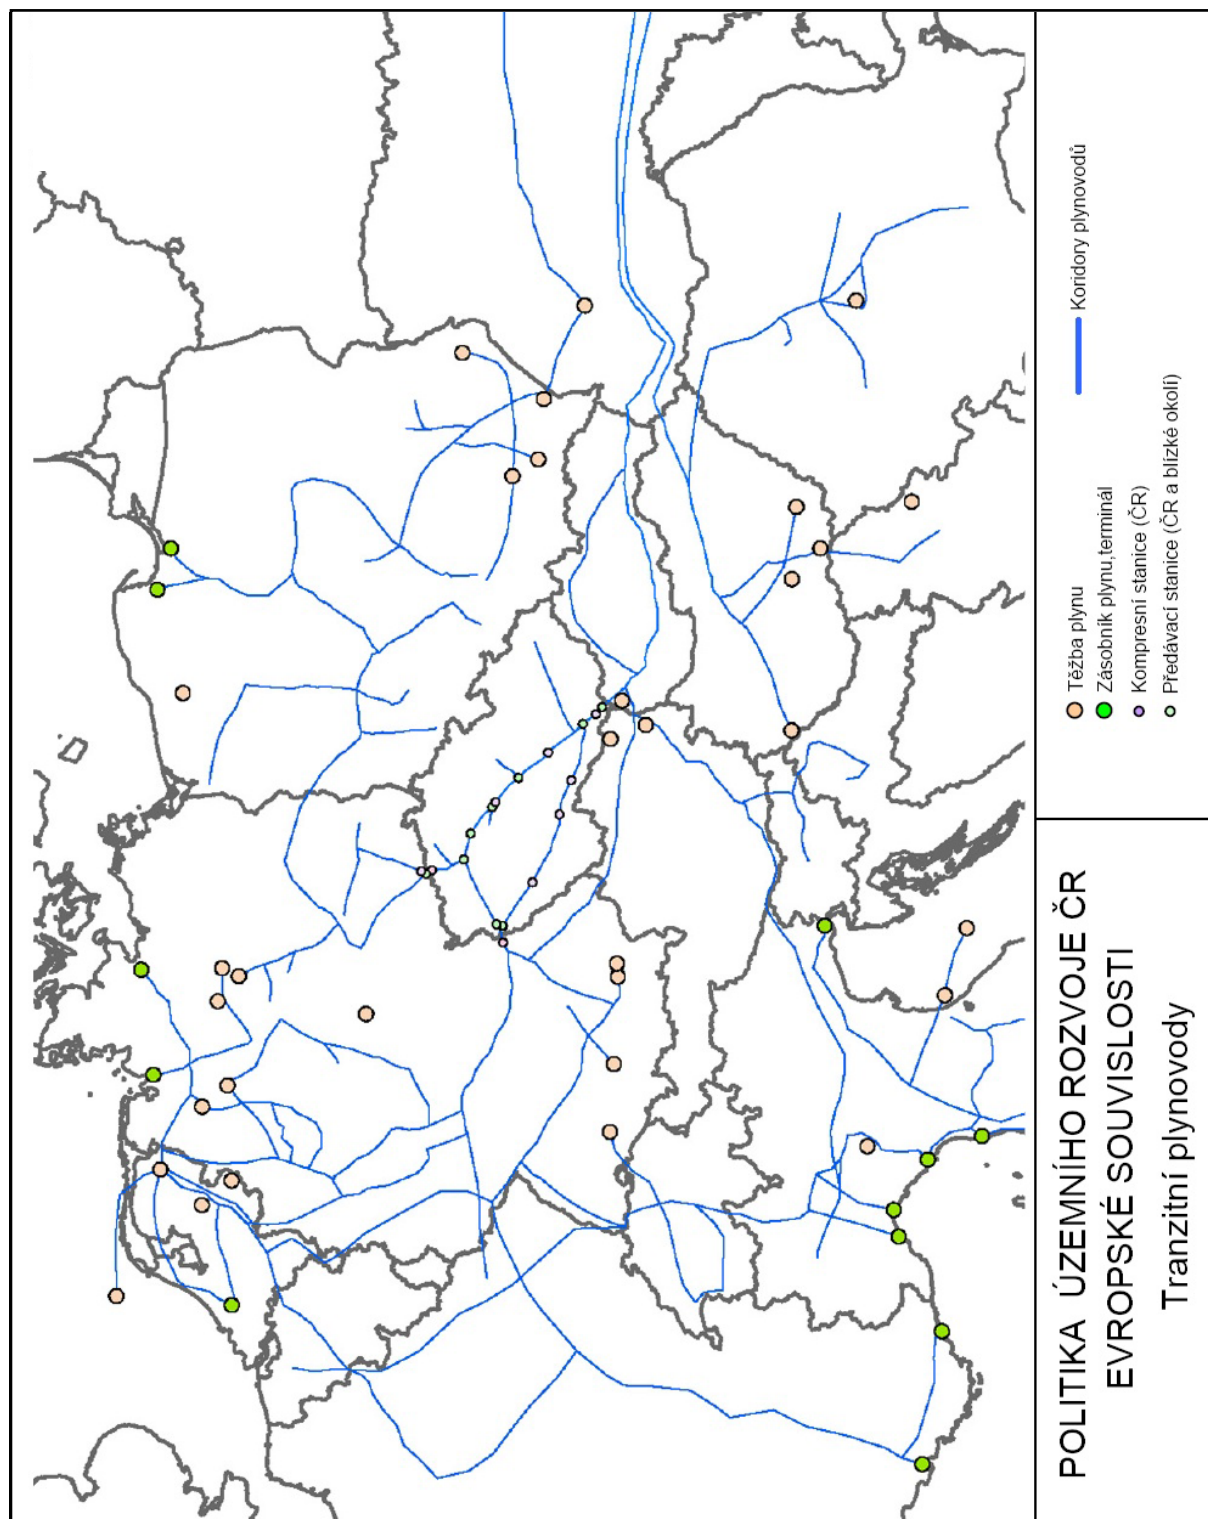 POLITIKA ÚZEMNÍHO ROZVOJE ČR
EVROPSKÉ SOUVISLOSTI
Tranzitní plynovody
Těžba plynu
Zásobník plynu,terminál
Kompresní stanice (ČR)
Předávací stanice (ČR a blízké okolí)
Koridory plynovodů